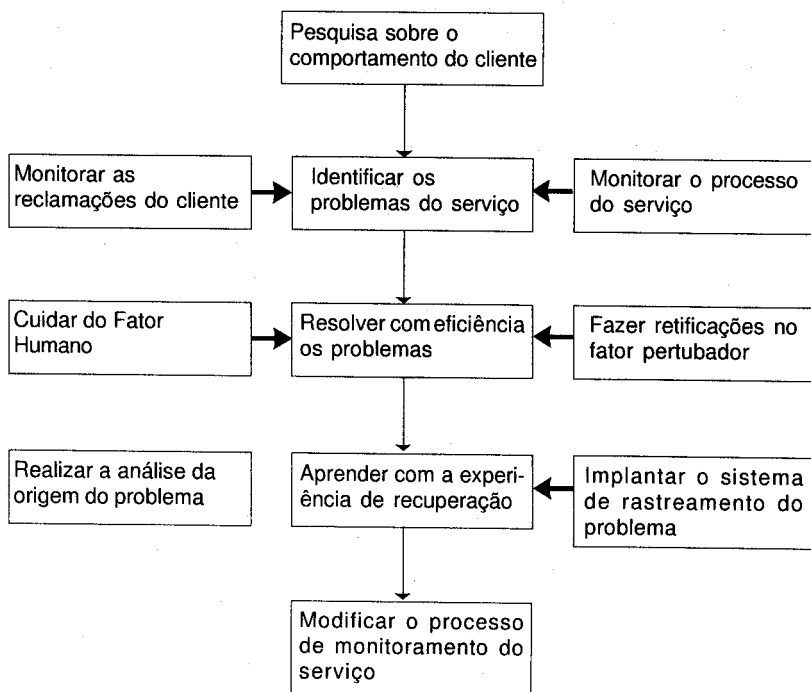 Pesquisa sobre o
comportamento do cliente
Monitorar as
reclamações do cliente
Identificar os
problemas do serviço
Monitorar o processo
do serviço
Cuidar do Fator
Humano
Resolver com eficiência
os problemas
Fazer retificações no
fator pertubador
Realizar a análise da
origem do problema
Aprender com a experi-
ência de recuperação
Implantar o sistema
de rastreamento do
problema
Modificar o processo
de monitoramento do
serviço